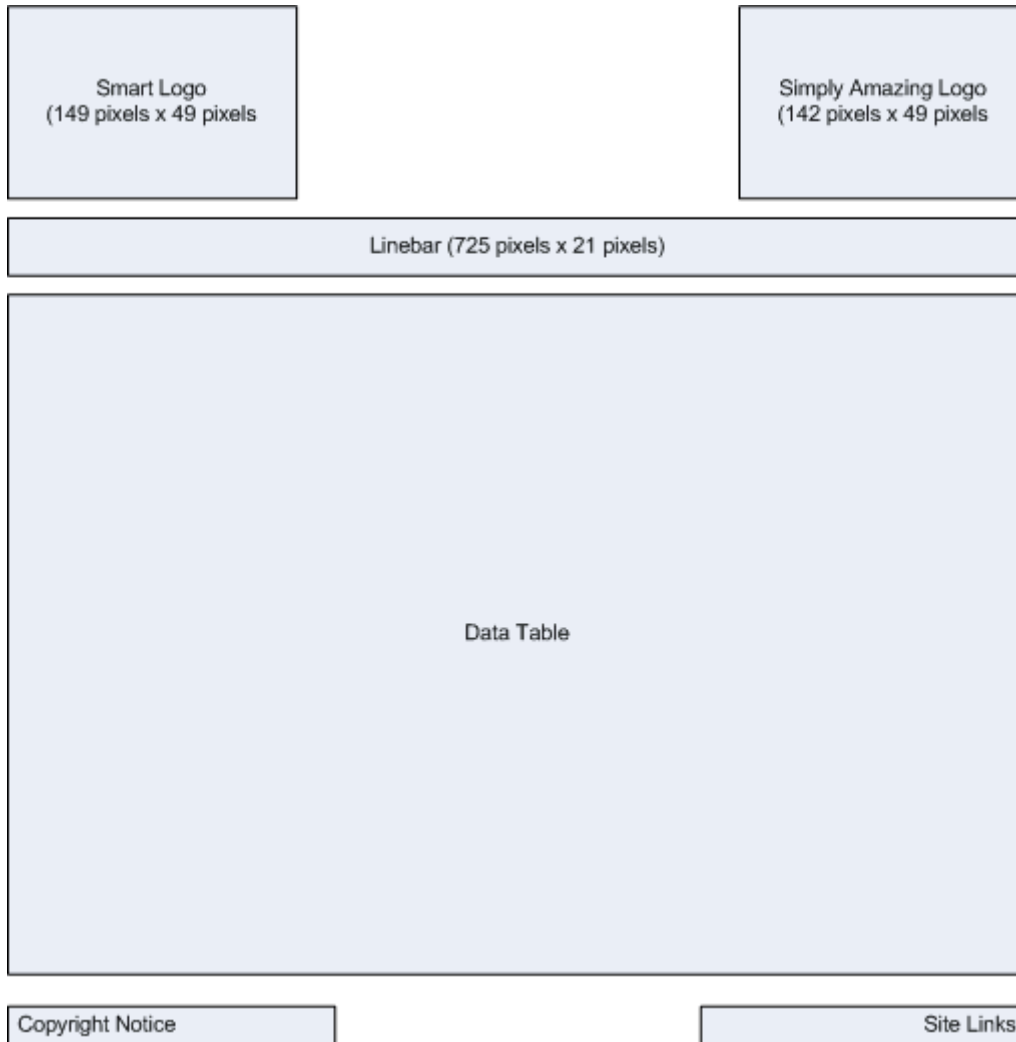 Smart Logo
(149 pixels x 49 pixels
Simply Amazing Logo
(142 pixels x 49 pixels
Linebar (725 pixels x 21 pixels)
Data Table
Copyright Notice
Site Links